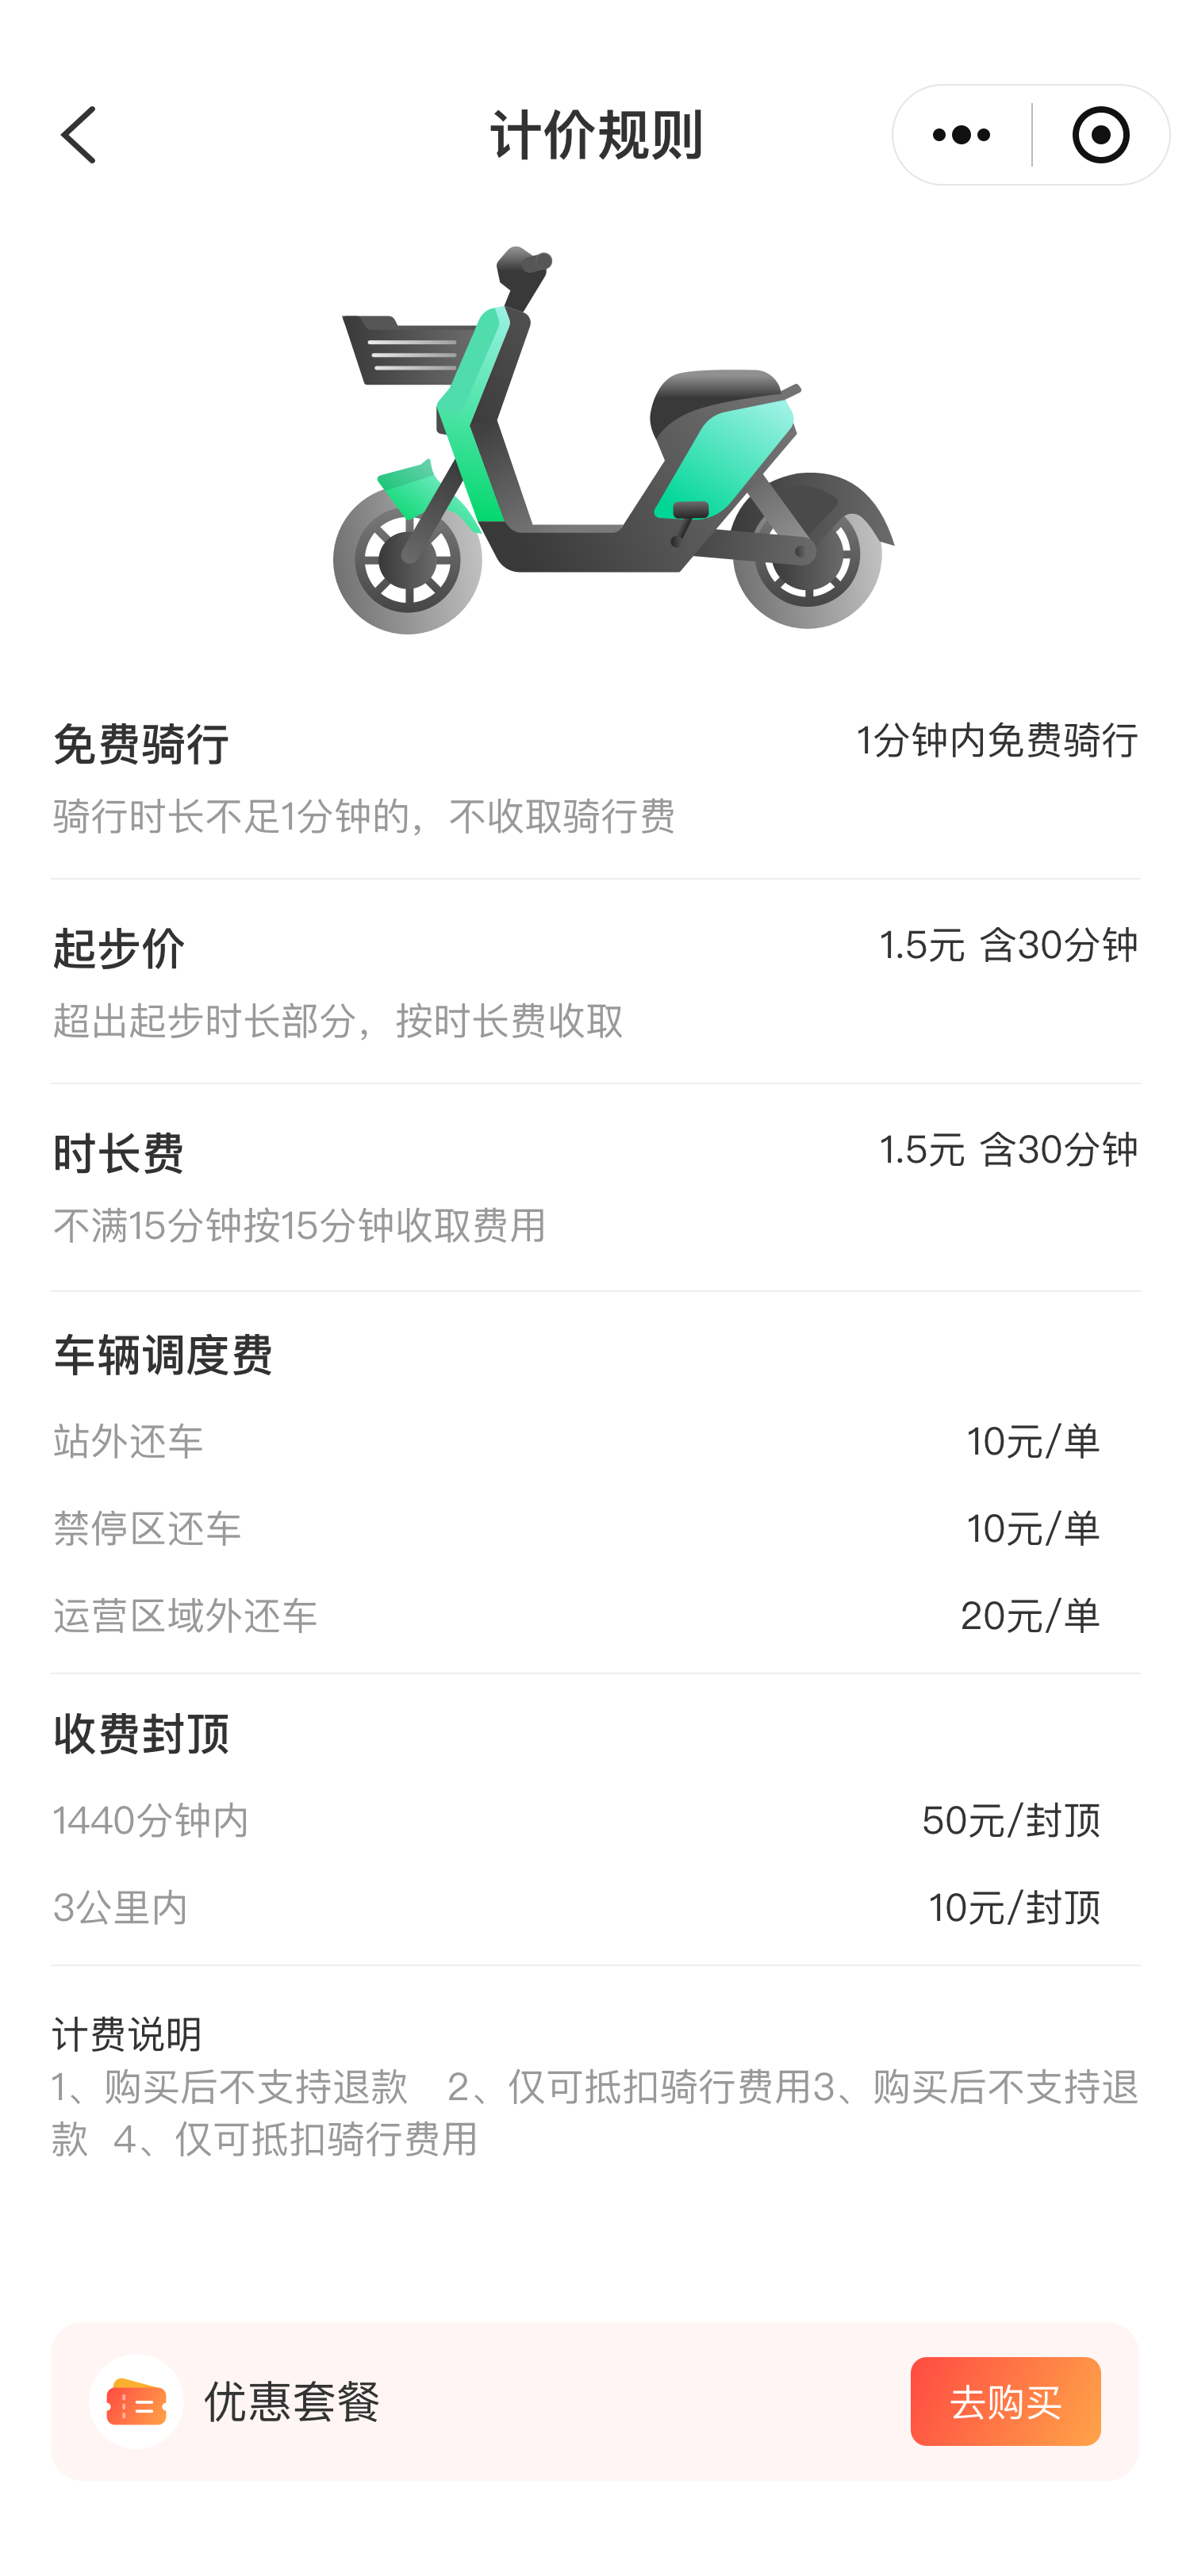 计价规则
免费骑行 1分钟内免费骑行
骑行时长不足1分钟的，不收取骑行费
起步价 1.5元 含30分钟
超出起步时长部分，按时长费收取
时长费 1.5元 含30分钟
不满15分钟按15分钟收取费用
车辆调度费
站外还车 10元/单
禁停区还车 10元/单
运营区域外还车 20元/单
收费封顶
1440分钟内 50元/封顶
3公里内 10元/封顶
计费说明
1、购买后不支持退款 2、仅可抵扣骑行费用3、购买后不支持退
款 4、仅可抵扣骑行费用
优惠套餐 去购买